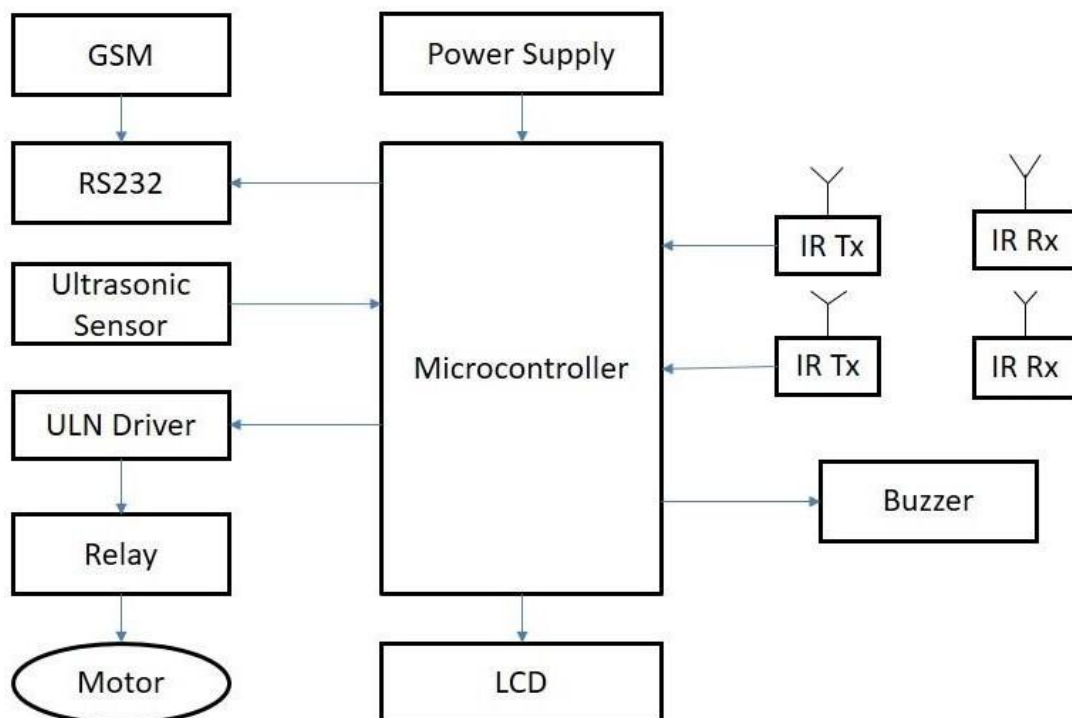 GSM
Power Supply
RS232
IR Tx
IR Rx
Ultrasonic
Sensor
IR Tx
IR Rx
Microcontroller
ULN Driver
Buzzer
Relay
Motor
LCD